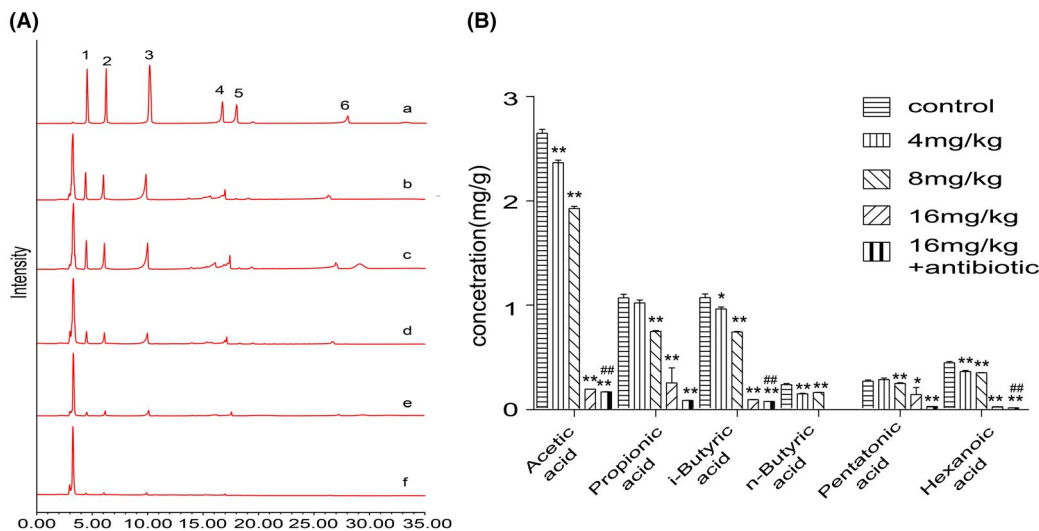 (A)
1
2
3
4
5
6
a
b
c
d
e
f
Intensity
0.00 5.00 10.00 15.00 20.00 25.00 30.00 35.00
(B)
concetration(mg/g)
3
2
1
0
** **
** ## **
* **
** **
** ## **
** **
** * **
** **
** ## **
Acetic acid
Propionic acid
i-Butyric acid
n-Butyric acid
Pentatonic acid
Hexanoic acid
control
4mg/kg
8mg/kg
16mg/kg
16mg/kg
+antibiotic